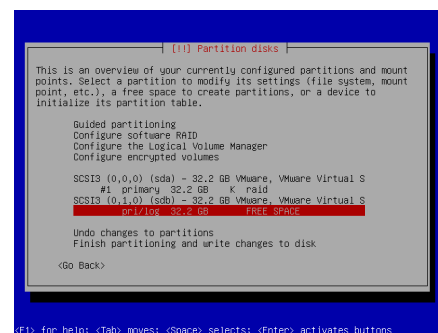 [!!] Partition disks
This is an overview of your currently configured partitions and mount
points. Select a partition to modify its settings (file system, mount
point, etc.), a free space to create partitions, or a device to
initialize its partition table.
Guided partitioning
Configure software RAID
Configure the Logical Volume Manager
Configure encrypted volumes
SCSI3 (0,0,0) (sda) - 32.2 GB VMware, VMware Virtual S
#1 primary 32.2 GB K raid
SCSI3 (0,1,0) (sdb) - 32.2 GB VMware, VMware Virtual S
pri/log 32.2 GB FREE SPACE
Undo changes to partitions
Finish partitioning and write changes to disk
<Go Back>
<F1> for help; <Tab> moves; <Space> selects; <Enter> activates buttons